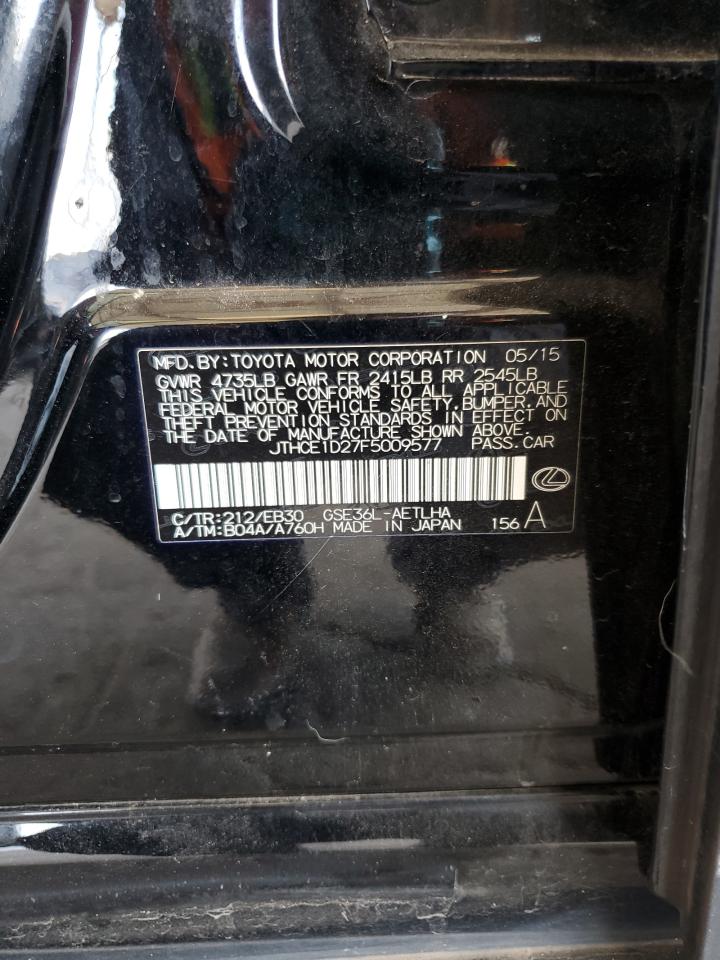 MFD. BY: TOYOTA MOTOR CORPORATION 05/15
GVWR 4735LB GAWR FR 2415LB RR 2545LB
THIS VEHICLE CONFORMS TO ALL APPLICABLE
FEDERAL MOTOR VEHICLE SAFETY, BUMPER, AND
THEFT PREVENTION STANDARDS IN EFFECT ON
THE DATE OF MANUFACTURE SHOWN ABOVE.
JTHCE1D27F5009577 PASS. CAR
C/TR: 212/EB30 GSE36L-AETLHA
A/TM: B04A/A760H MADE IN JAPAN 156 A